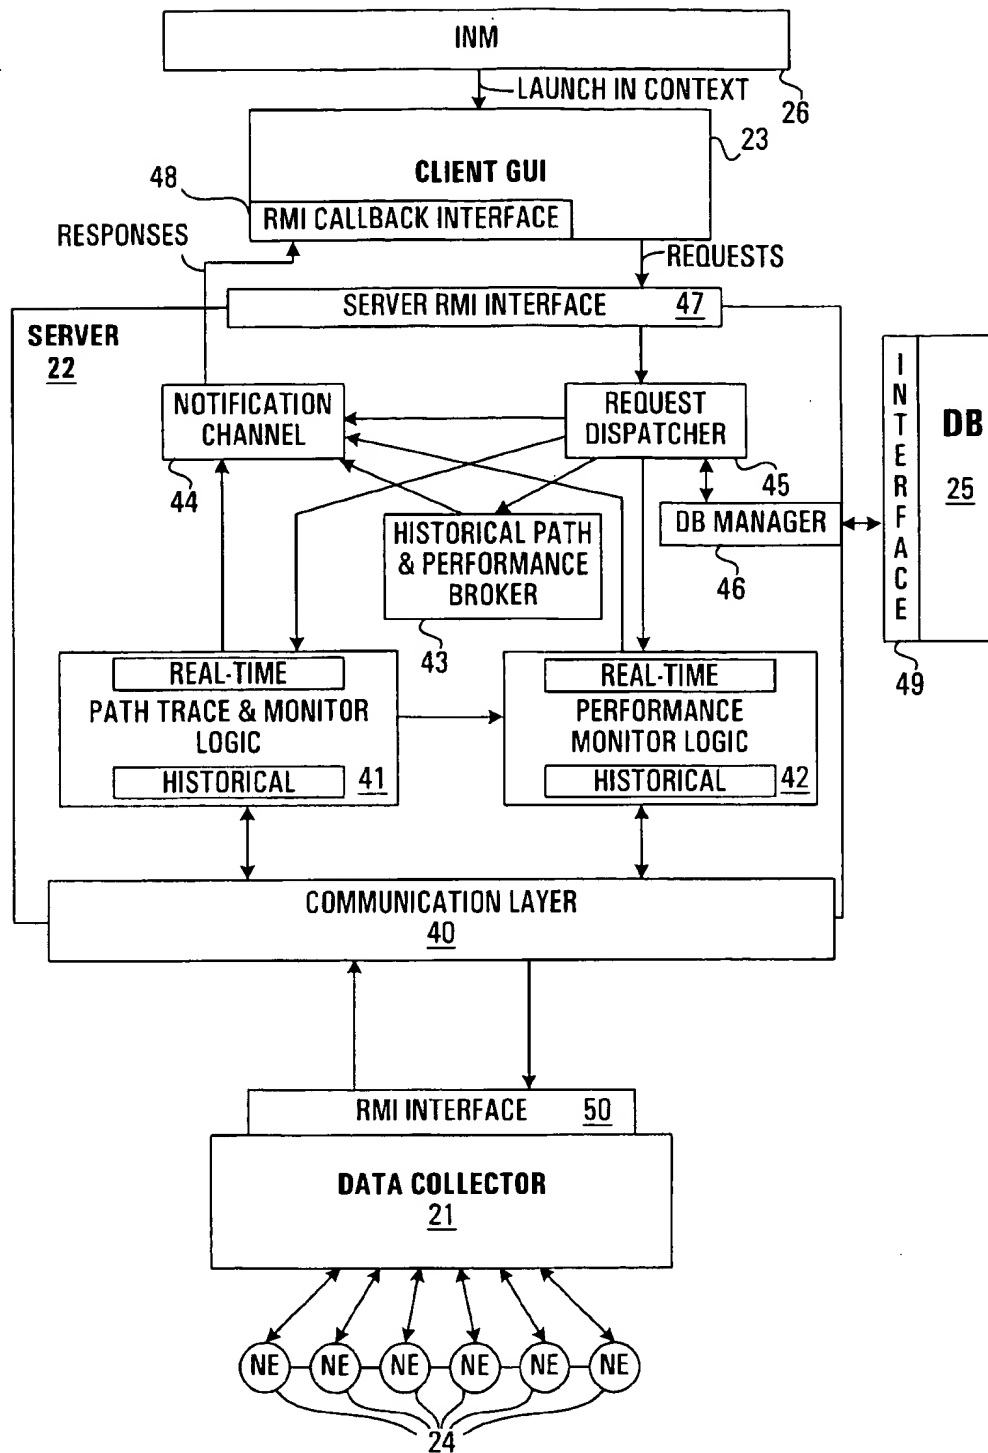 INM
LAUNCH IN CONTEXT
26
23
CLIENT GUI
48
RMI CALLBACK INTERFACE
RESPONSES
REQUESTS
SERVER RMI INTERFACE 47
SERVER
22
NOTIFICATION
CHANNEL
44
REQUEST
DISPATCHER
45
INTERFACE
DB
25
DB MANAGER
46
HISTORICAL PATH
& PERFORMANCE
BROKER
43
49
REAL-TIME
PATH TRACE & MONITOR
LOGIC
HISTORICAL
41
REAL-TIME
PERFORMANCE
MONITOR LOGIC
HISTORICAL
42
COMMUNICATION LAYER
40
RMI INTERFACE 50
DATA COLLECTOR
21
NE NE NE NE NE NE
24